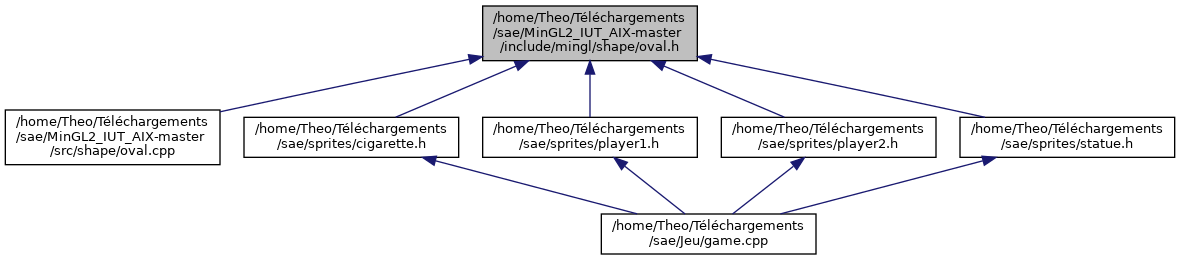 /home/Theo/Téléchargements
/sae/MinGL2_IUT_AIX-master
/include/mingl/shape/oval.h
/home/Theo/Téléchargements
/sae/MinGL2_IUT_AIX-master
/src/shape/oval.cpp
/home/Theo/Téléchargements
/sae/sprites/cigarette.h
/home/Theo/Téléchargements
/sae/sprites/player1.h
/home/Theo/Téléchargements
/sae/sprites/player2.h
/home/Theo/Téléchargements
/sae/sprites/statue.h
/home/Theo/Téléchargements
/sae/Jeu/game.cpp